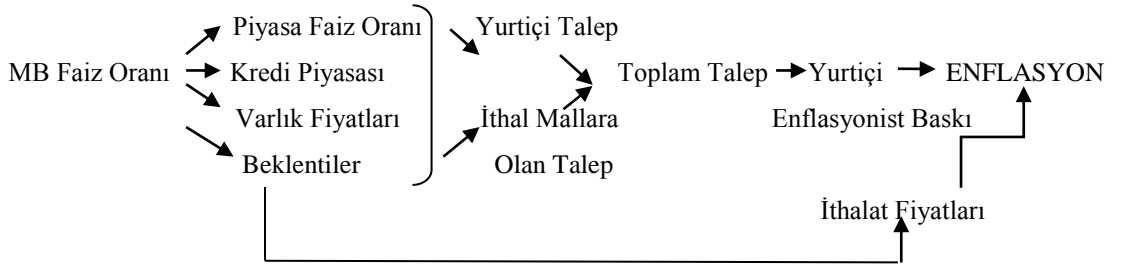 Piyasa Faiz Oranı Yurtiçi Talep
MB Faiz Oranı Kredi Piyasası Toplam Talep Yurtiçi ENFLASYON
Varlık Fiyatları İthal Mallara Enflasyonist Baskı
Beklentiler Olan Talep
İthalat Fiyatları